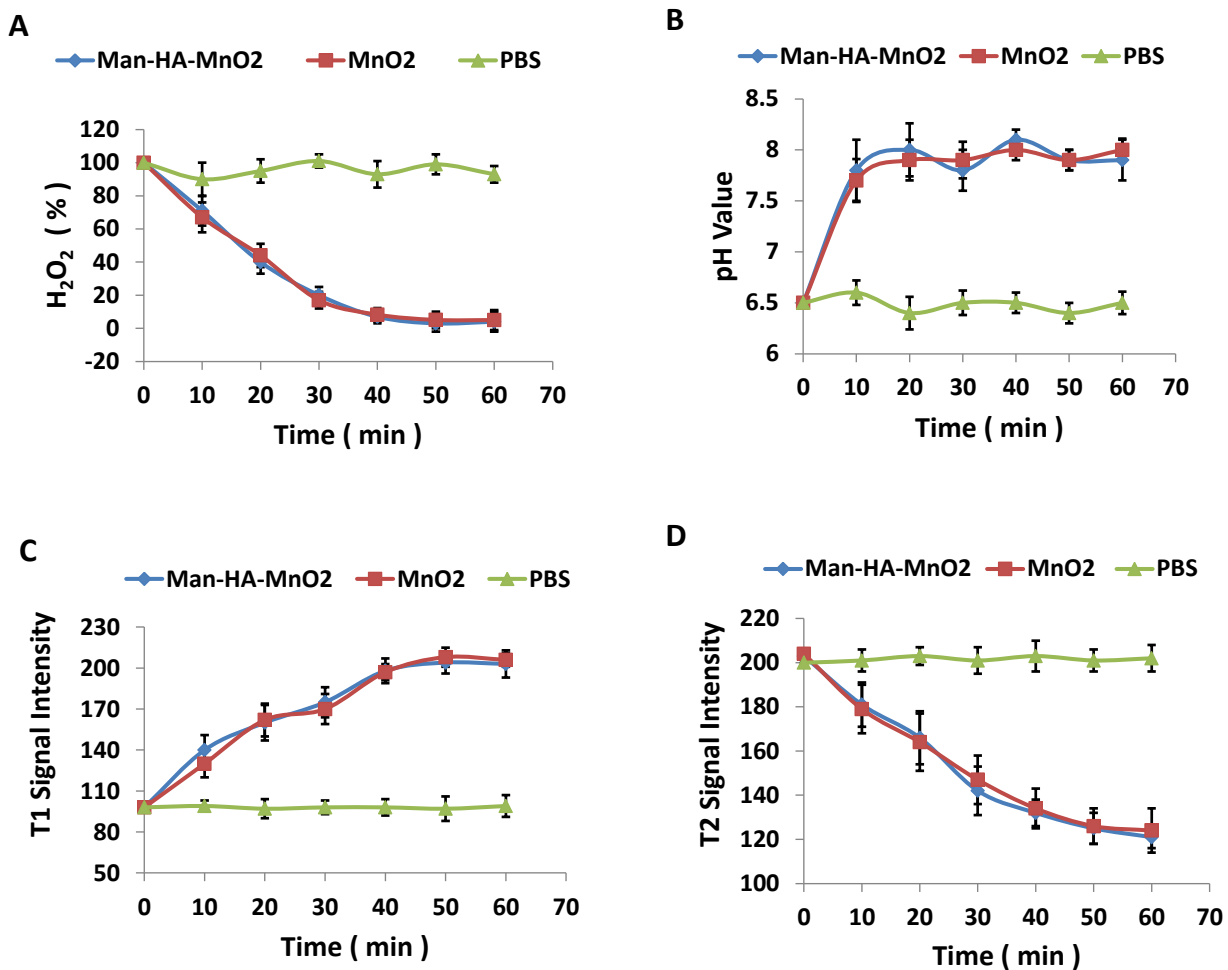 A
Man-HA-MnO2 MnO2 PBS
H2O2 ( % )
120
100
80
60
40
20
0
-20
0 10 20 30 40 50 60 70
Time ( min )
B
Man-HA-MnO2 MnO2 PBS
pH Value
8.5
8
7.5
7
6.5
6
0 10 20 30 40 50 60 70
Time ( min )
C
Man-HA-MnO2 MnO2 PBS
T1 Signal Intensity
230
200
170
140
110
80
50
0 10 20 30 40 50 60 70
Time ( min )
D
Man-HA-MnO2 MnO2 PBS
T2 Signal Intensity
220
200
180
160
140
120
100
0 10 20 30 40 50 60 70
Time ( min )